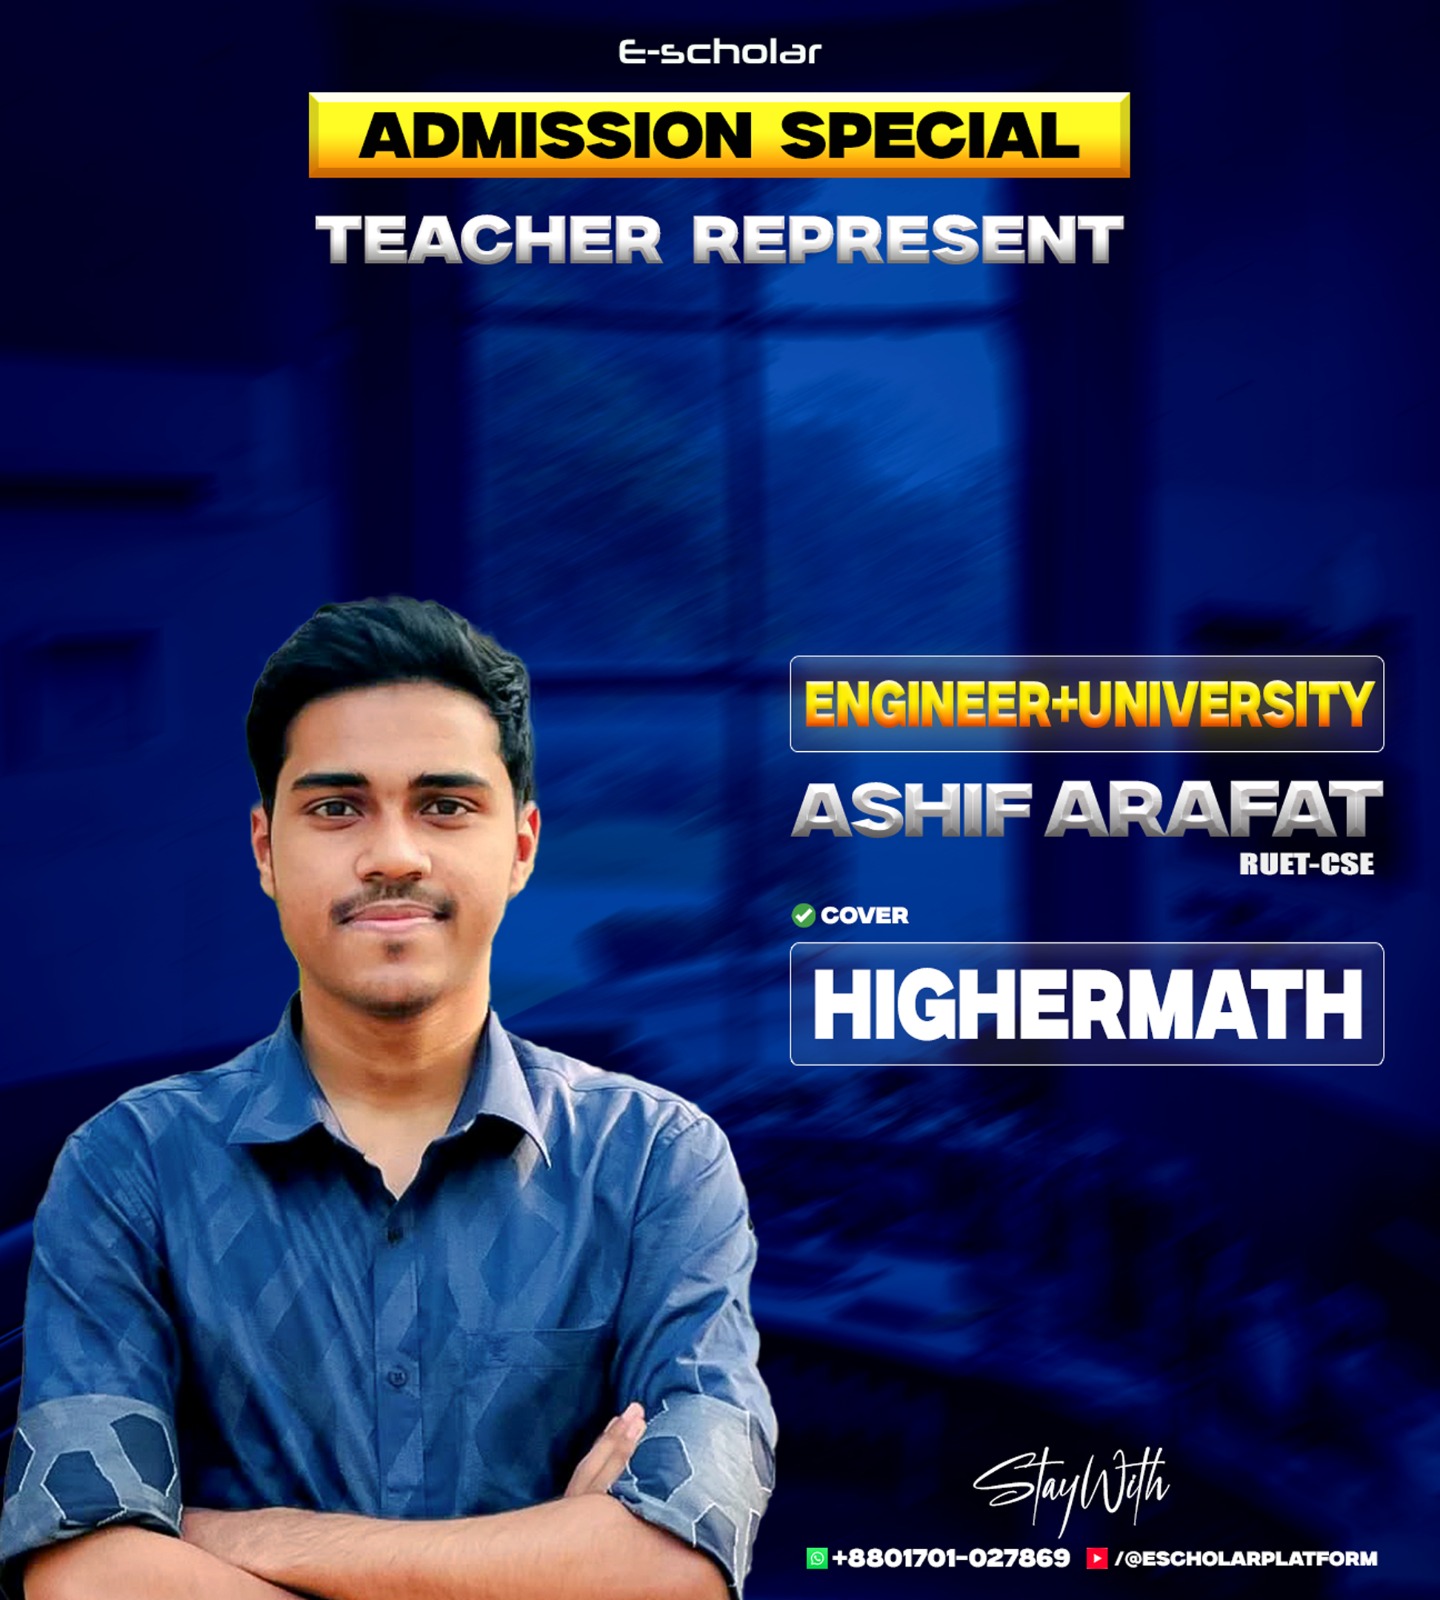 E-scholar
ADMISSION SPECIAL
TEACHER REPRESENT
ENGINEER+UNIVERSITY
ASHIF ARAFAT
RUET-CSE
COVER
HIGHERMATH
StayWith
+8801701-027869 /@ESCHOLARPLATFORM